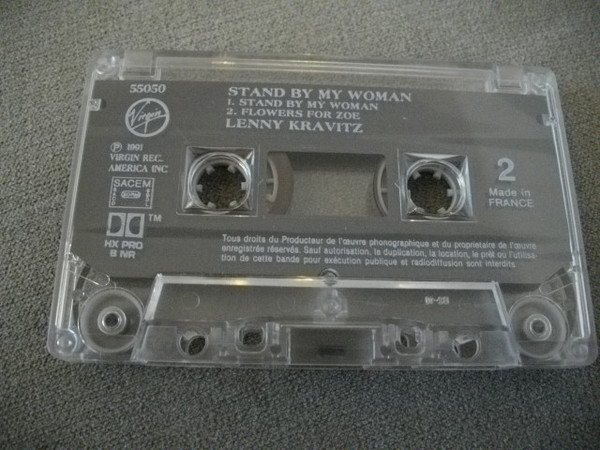 55050
STAND BY MY WOMAN
1. STAND BY MY WOMAN
2. FLOWERS FOR ZOE
LENNY KRAVITZ
Virgin
℗ 1991
VIRGIN REC.
AMERICA INC.
SACEM
2
Made in
FRANCE
TM
HX PRO
B NR
Tous droits du Producteur de l'œuvre phonographique et du proprietaire de l'œuvre
enregistrée réservés. Sauf autorisation, la duplication, la location, le prêt ou l'utilisa
tion de cette bande pour exécution publique et radiodiffusion sont interdits.